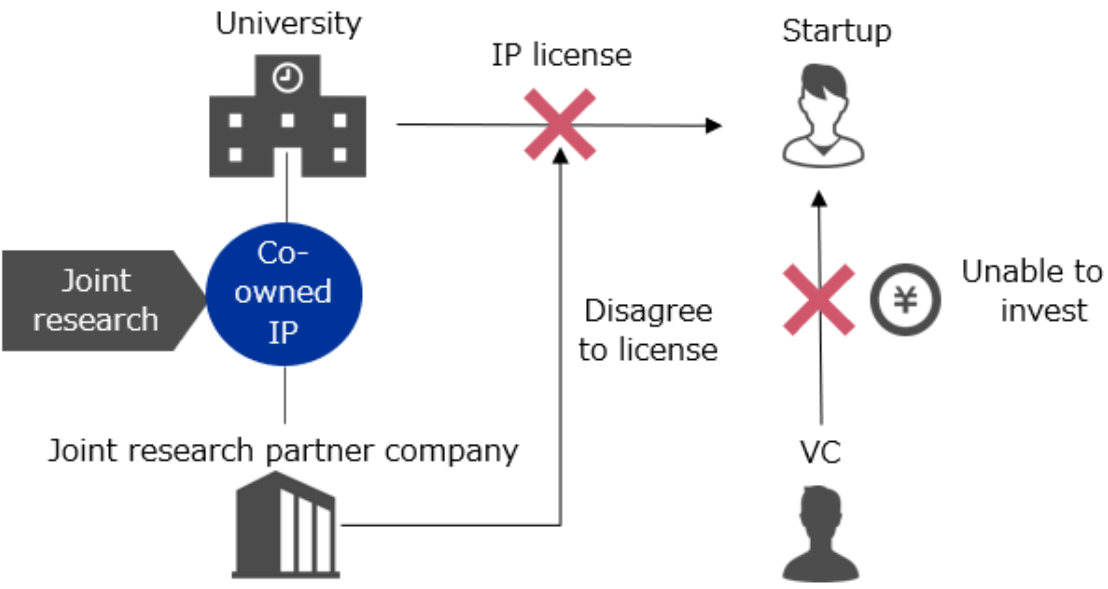 University
IP license
Startup
Joint
research
Co-
owned
IP
Disagree
to license
¥
Unable to
invest
Joint research partner company
VC